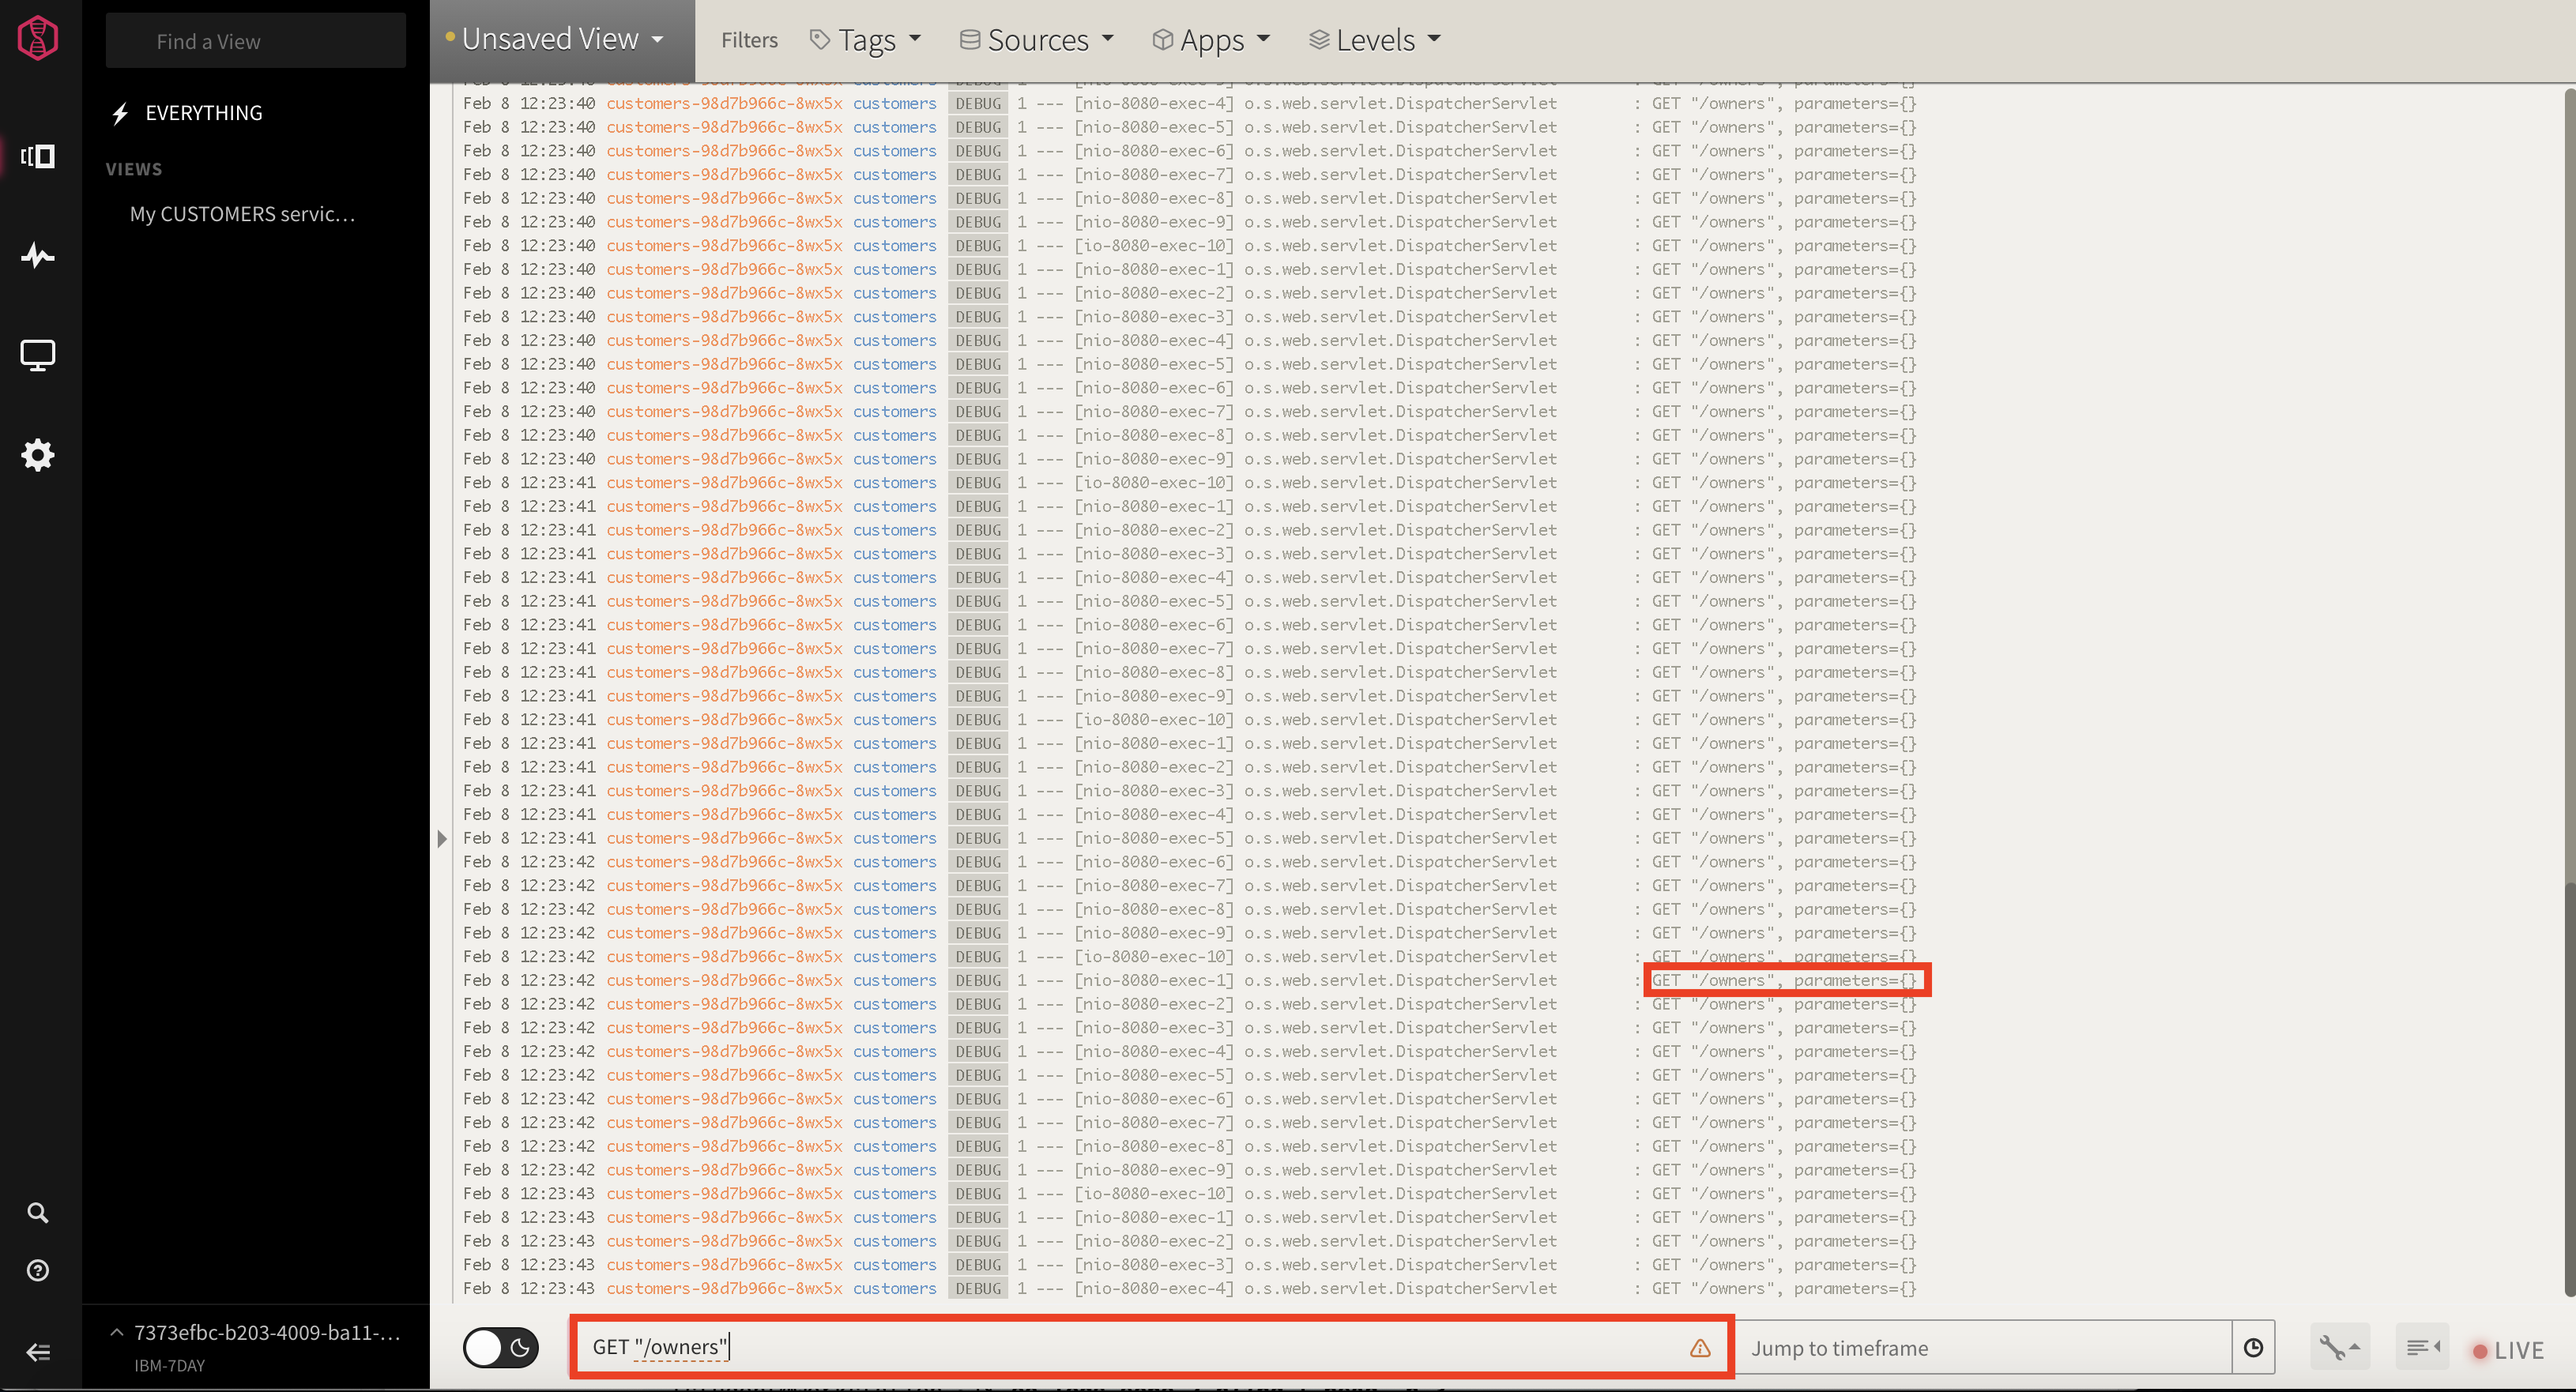 Find a View
EVERYTHING
VIEWS
My CUSTOMERS servic...
7373efbc-b203-4009-ba11-...
IBM-7DAY
Unsaved View
Filters Tags Sources Apps Levels
Feb 8 12:23:40 customers-98d7b966c-8wx5x customers DEBUG 1 --- [nio-8080-exec-4] o.s.web.servlet.DispatcherServlet : GET "/owners", parameters={}
Feb 8 12:23:40 customers-98d7b966c-8wx5x customers DEBUG 1 --- [nio-8080-exec-5] o.s.web.servlet.DispatcherServlet : GET "/owners", parameters={}
Feb 8 12:23:40 customers-98d7b966c-8wx5x customers DEBUG 1 --- [nio-8080-exec-6] o.s.web.servlet.DispatcherServlet : GET "/owners", parameters={}
Feb 8 12:23:40 customers-98d7b966c-8wx5x customers DEBUG 1 --- [nio-8080-exec-7] o.s.web.servlet.DispatcherServlet : GET "/owners", parameters={}
Feb 8 12:23:40 customers-98d7b966c-8wx5x customers DEBUG 1 --- [nio-8080-exec-8] o.s.web.servlet.DispatcherServlet : GET "/owners", parameters={}
Feb 8 12:23:40 customers-98d7b966c-8wx5x customers DEBUG 1 --- [nio-8080-exec-9] o.s.web.servlet.DispatcherServlet : GET "/owners", parameters={}
Feb 8 12:23:40 customers-98d7b966c-8wx5x customers DEBUG 1 --- [io-8080-exec-10] o.s.web.servlet.DispatcherServlet : GET "/owners", parameters={}
Feb 8 12:23:40 customers-98d7b966c-8wx5x customers DEBUG 1 --- [nio-8080-exec-1] o.s.web.servlet.DispatcherServlet : GET "/owners", parameters={}
Feb 8 12:23:40 customers-98d7b966c-8wx5x customers DEBUG 1 --- [nio-8080-exec-2] o.s.web.servlet.DispatcherServlet : GET "/owners", parameters={}
Feb 8 12:23:40 customers-98d7b966c-8wx5x customers DEBUG 1 --- [nio-8080-exec-3] o.s.web.servlet.DispatcherServlet : GET "/owners", parameters={}
Feb 8 12:23:40 customers-98d7b966c-8wx5x customers DEBUG 1 --- [nio-8080-exec-4] o.s.web.servlet.DispatcherServlet : GET "/owners", parameters={}
Feb 8 12:23:40 customers-98d7b966c-8wx5x customers DEBUG 1 --- [nio-8080-exec-5] o.s.web.servlet.DispatcherServlet : GET "/owners", parameters={}
Feb 8 12:23:40 customers-98d7b966c-8wx5x customers DEBUG 1 --- [nio-8080-exec-6] o.s.web.servlet.DispatcherServlet : GET "/owners", parameters={}
Feb 8 12:23:40 customers-98d7b966c-8wx5x customers DEBUG 1 --- [nio-8080-exec-7] o.s.web.servlet.DispatcherServlet : GET "/owners", parameters={}
Feb 8 12:23:40 customers-98d7b966c-8wx5x customers DEBUG 1 --- [nio-8080-exec-8] o.s.web.servlet.DispatcherServlet : GET "/owners", parameters={}
Feb 8 12:23:40 customers-98d7b966c-8wx5x customers DEBUG 1 --- [nio-8080-exec-9] o.s.web.servlet.DispatcherServlet : GET "/owners", parameters={}
Feb 8 12:23:41 customers-98d7b966c-8wx5x customers DEBUG 1 --- [io-8080-exec-10] o.s.web.servlet.DispatcherServlet : GET "/owners", parameters={}
Feb 8 12:23:41 customers-98d7b966c-8wx5x customers DEBUG 1 --- [nio-8080-exec-1] o.s.web.servlet.DispatcherServlet : GET "/owners", parameters={}
Feb 8 12:23:41 customers-98d7b966c-8wx5x customers DEBUG 1 --- [nio-8080-exec-2] o.s.web.servlet.DispatcherServlet : GET "/owners", parameters={}
Feb 8 12:23:41 customers-98d7b966c-8wx5x customers DEBUG 1 --- [nio-8080-exec-3] o.s.web.servlet.DispatcherServlet : GET "/owners", parameters={}
Feb 8 12:23:41 customers-98d7b966c-8wx5x customers DEBUG 1 --- [nio-8080-exec-4] o.s.web.servlet.DispatcherServlet : GET "/owners", parameters={}
Feb 8 12:23:41 customers-98d7b966c-8wx5x customers DEBUG 1 --- [nio-8080-exec-5] o.s.web.servlet.DispatcherServlet : GET "/owners", parameters={}
Feb 8 12:23:41 customers-98d7b966c-8wx5x customers DEBUG 1 --- [nio-8080-exec-6] o.s.web.servlet.DispatcherServlet : GET "/owners", parameters={}
Feb 8 12:23:41 customers-98d7b966c-8wx5x customers DEBUG 1 --- [nio-8080-exec-7] o.s.web.servlet.DispatcherServlet : GET "/owners", parameters={}
Feb 8 12:23:41 customers-98d7b966c-8wx5x customers DEBUG 1 --- [nio-8080-exec-8] o.s.web.servlet.DispatcherServlet : GET "/owners", parameters={}
Feb 8 12:23:41 customers-98d7b966c-8wx5x customers DEBUG 1 --- [nio-8080-exec-9] o.s.web.servlet.DispatcherServlet : GET "/owners", parameters={}
Feb 8 12:23:41 customers-98d7b966c-8wx5x customers DEBUG 1 --- [io-8080-exec-10] o.s.web.servlet.DispatcherServlet : GET "/owners", parameters={}
Feb 8 12:23:41 customers-98d7b966c-8wx5x customers DEBUG 1 --- [nio-8080-exec-1] o.s.web.servlet.DispatcherServlet : GET "/owners", parameters={}
Feb 8 12:23:41 customers-98d7b966c-8wx5x customers DEBUG 1 --- [nio-8080-exec-2] o.s.web.servlet.DispatcherServlet : GET "/owners", parameters={}
Feb 8 12:23:41 customers-98d7b966c-8wx5x customers DEBUG 1 --- [nio-8080-exec-3] o.s.web.servlet.DispatcherServlet : GET "/owners", parameters={}
Feb 8 12:23:41 customers-98d7b966c-8wx5x customers DEBUG 1 --- [nio-8080-exec-4] o.s.web.servlet.DispatcherServlet : GET "/owners", parameters={}
Feb 8 12:23:41 customers-98d7b966c-8wx5x customers DEBUG 1 --- [nio-8080-exec-5] o.s.web.servlet.DispatcherServlet : GET "/owners", parameters={}
Feb 8 12:23:42 customers-98d7b966c-8wx5x customers DEBUG 1 --- [nio-8080-exec-6] o.s.web.servlet.DispatcherServlet : GET "/owners", parameters={}
Feb 8 12:23:42 customers-98d7b966c-8wx5x customers DEBUG 1 --- [nio-8080-exec-7] o.s.web.servlet.DispatcherServlet : GET "/owners", parameters={}
Feb 8 12:23:42 customers-98d7b966c-8wx5x customers DEBUG 1 --- [nio-8080-exec-8] o.s.web.servlet.DispatcherServlet : GET "/owners", parameters={}
Feb 8 12:23:42 customers-98d7b966c-8wx5x customers DEBUG 1 --- [nio-8080-exec-9] o.s.web.servlet.DispatcherServlet : GET "/owners", parameters={}
Feb 8 12:23:42 customers-98d7b966c-8wx5x customers DEBUG 1 --- [io-8080-exec-10] o.s.web.servlet.DispatcherServlet : GET "/owners", parameters={}
Feb 8 12:23:42 customers-98d7b966c-8wx5x customers DEBUG 1 --- [nio-8080-exec-1] o.s.web.servlet.DispatcherServlet : GET "/owners", parameters={}
Feb 8 12:23:42 customers-98d7b966c-8wx5x customers DEBUG 1 --- [nio-8080-exec-2] o.s.web.servlet.DispatcherServlet : GET "/owners", parameters={}
Feb 8 12:23:42 customers-98d7b966c-8wx5x customers DEBUG 1 --- [nio-8080-exec-3] o.s.web.servlet.DispatcherServlet : GET "/owners", parameters={}
Feb 8 12:23:42 customers-98d7b966c-8wx5x customers DEBUG 1 --- [nio-8080-exec-4] o.s.web.servlet.DispatcherServlet : GET "/owners", parameters={}
Feb 8 12:23:42 customers-98d7b966c-8wx5x customers DEBUG 1 --- [nio-8080-exec-5] o.s.web.servlet.DispatcherServlet : GET "/owners", parameters={}
Feb 8 12:23:42 customers-98d7b966c-8wx5x customers DEBUG 1 --- [nio-8080-exec-6] o.s.web.servlet.DispatcherServlet : GET "/owners", parameters={}
Feb 8 12:23:42 customers-98d7b966c-8wx5x customers DEBUG 1 --- [nio-8080-exec-7] o.s.web.servlet.DispatcherServlet : GET "/owners", parameters={}
Feb 8 12:23:42 customers-98d7b966c-8wx5x customers DEBUG 1 --- [nio-8080-exec-8] o.s.web.servlet.DispatcherServlet : GET "/owners", parameters={}
Feb 8 12:23:42 customers-98d7b966c-8wx5x customers DEBUG 1 --- [nio-8080-exec-9] o.s.web.servlet.DispatcherServlet : GET "/owners", parameters={}
Feb 8 12:23:43 customers-98d7b966c-8wx5x customers DEBUG 1 --- [io-8080-exec-10] o.s.web.servlet.DispatcherServlet : GET "/owners", parameters={}
Feb 8 12:23:43 customers-98d7b966c-8wx5x customers DEBUG 1 --- [nio-8080-exec-1] o.s.web.servlet.DispatcherServlet : GET "/owners", parameters={}
Feb 8 12:23:43 customers-98d7b966c-8wx5x customers DEBUG 1 --- [nio-8080-exec-2] o.s.web.servlet.DispatcherServlet : GET "/owners", parameters={}
Feb 8 12:23:43 customers-98d7b966c-8wx5x customers DEBUG 1 --- [nio-8080-exec-3] o.s.web.servlet.DispatcherServlet : GET "/owners", parameters={}
Feb 8 12:23:43 customers-98d7b966c-8wx5x customers DEBUG 1 --- [nio-8080-exec-4] o.s.web.servlet.DispatcherServlet : GET "/owners", parameters={}
GET "/owners" Jump to timeframe LIVE